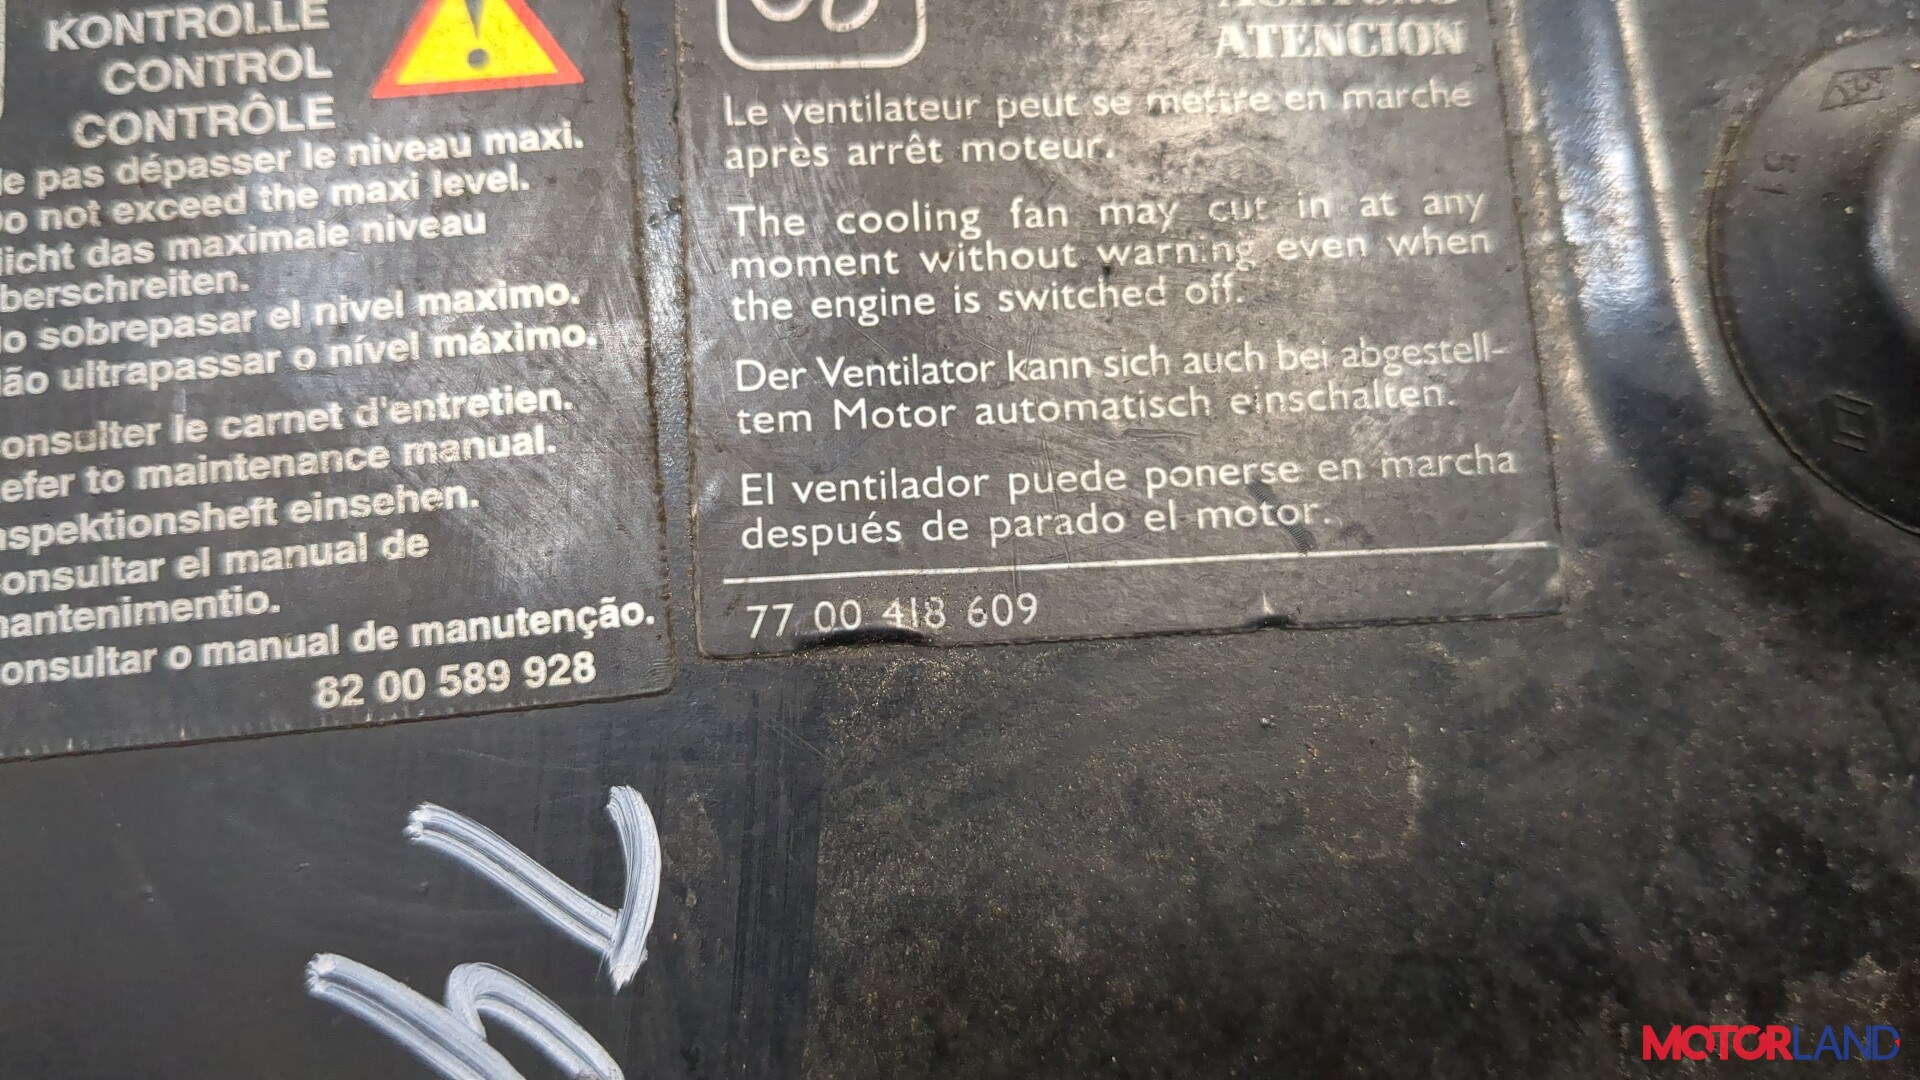 KONTROLLE
CONTROL
CONTRÔLE
e pas dépasser le niveau maxi.
o not exceed the maxi level.
licht das maximale niveau
berschreiten.
lo sobrepasar el nivel maximo.
lão ultrapassar o nível máximo.
onsulter le carnet d'entretien.
efer to maintenance manual.
nspektionsheft einsehen.
onsultar el manual de
nantenimentio.
onsultar o manual de manutenção.
82 00 589 928
ATENCION
Le ventilateur peut se mettre en marche
après arrêt moteur.
The cooling fan may cut in at any
moment without warning even when
the engine is switched off.
Der Ventilator kann sich auch bei abgestell-
tem Motor automatisch einschalten.
El ventilador puede ponerse en marcha
después de parado el motor.
77 00 418 609
51
MOTORLAND